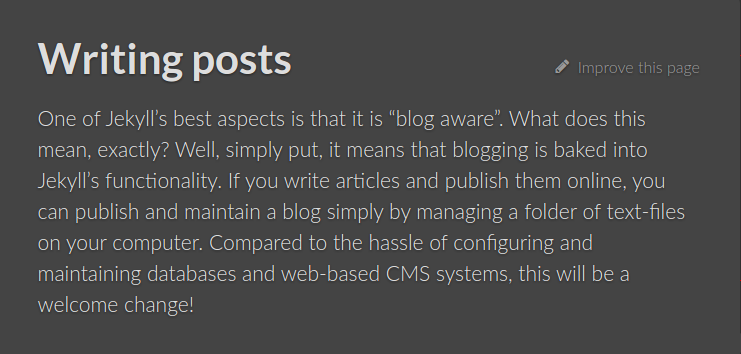 Writing posts
Improve this page
One of Jekyll’s best aspects is that it is “blog aware”. What does this
mean, exactly? Well, simply put, it means that blogging is baked into
Jekyll’s functionality. If you write articles and publish them online, you
can publish and maintain a blog simply by managing a folder of text-files
on your computer. Compared to the hassle of configuring and
maintaining databases and web-based CMS systems, this will be a
welcome change!